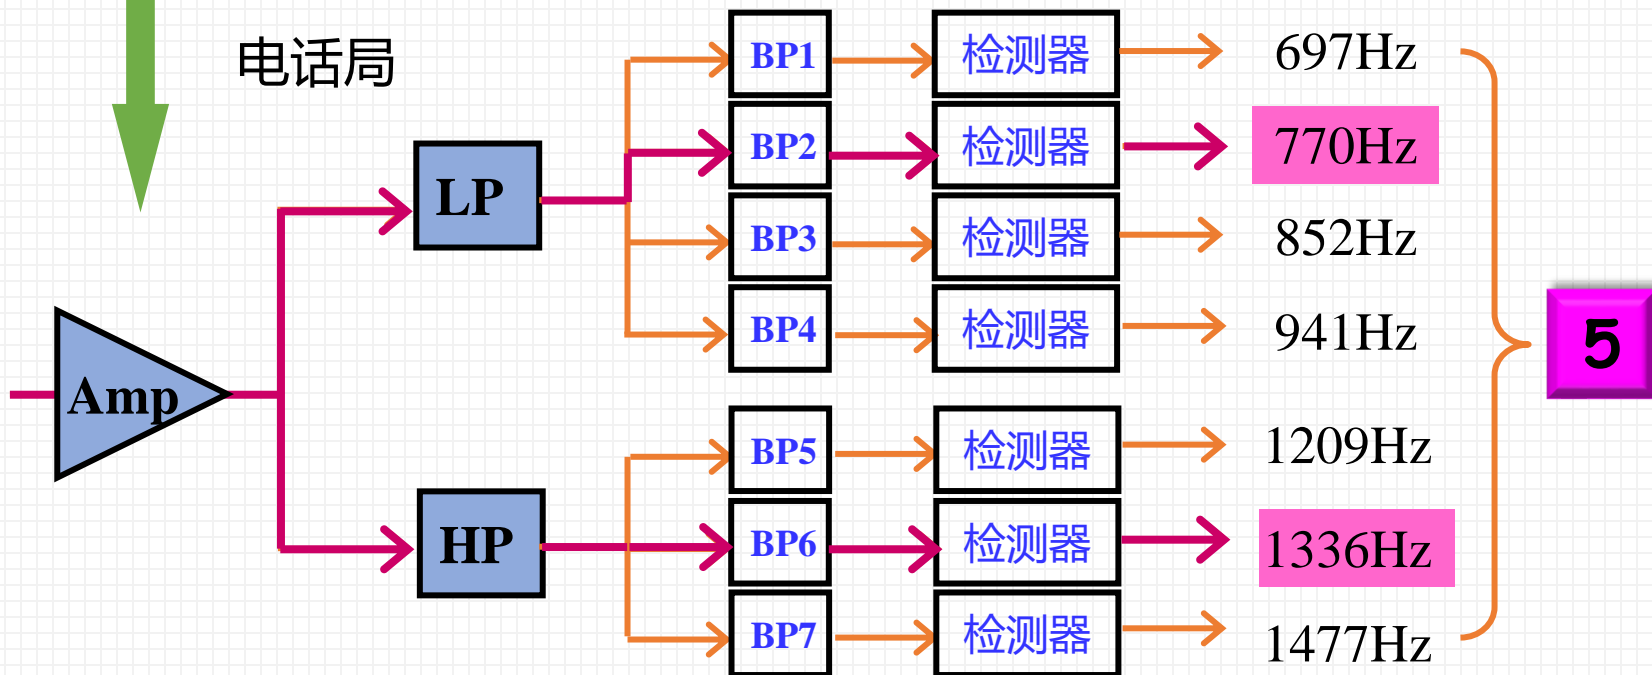 电话局
BP1 检测器 697Hz
BP2 检测器 770Hz
LP
BP3 检测器 852Hz
BP4 检测器 941Hz
5
Amp
BP5 检测器 1209Hz
HP
BP6 检测器 1336Hz
BP7 检测器 1477Hz